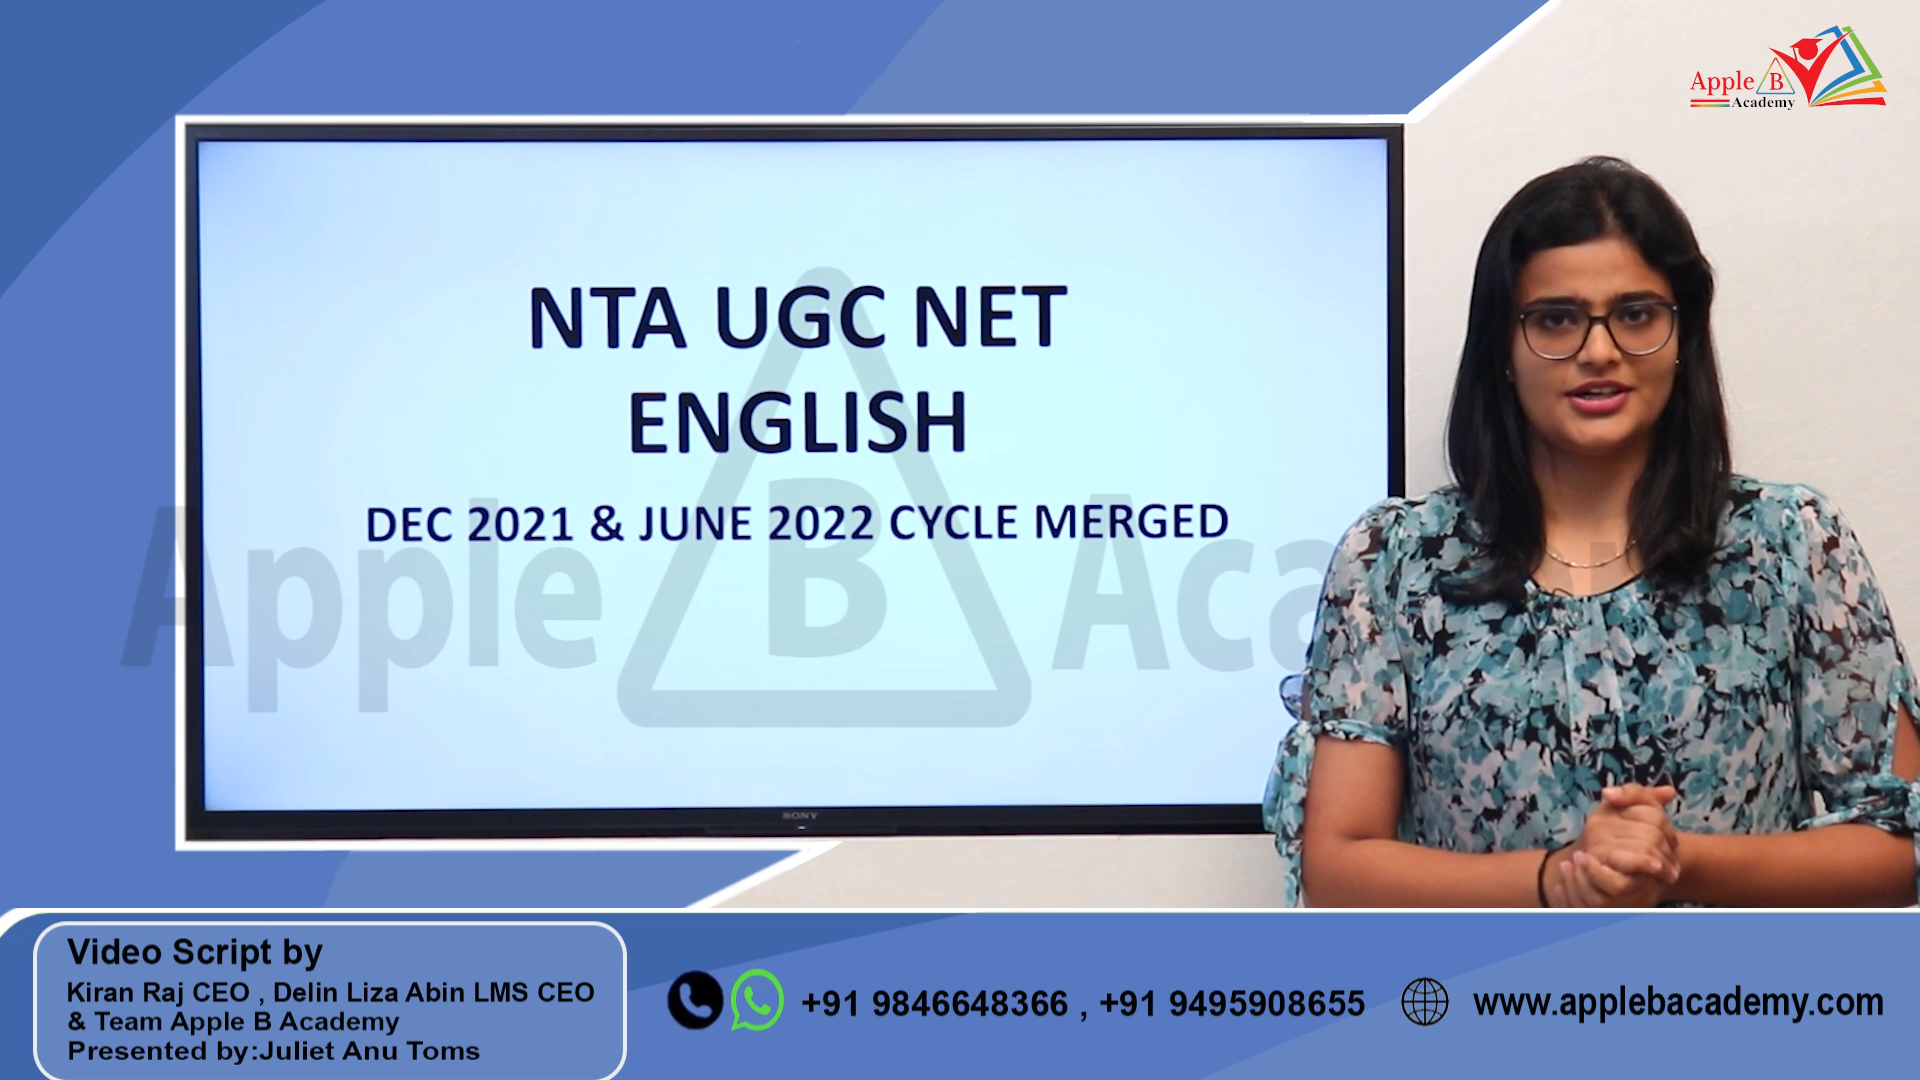 Apple B
Academy
NTA UGC NET
ENGLISH
DEC 2021 & JUNE 2022 CYCLE MERGED
Apple B Aca
SONY
Video Script by
Kiran Raj CEO , Delin Liza Abin LMS CEO
& Team Apple B Academy
Presented by:Juliet Anu Toms
+91 9846648366 , +91 9495908655
www.applebacademy.com